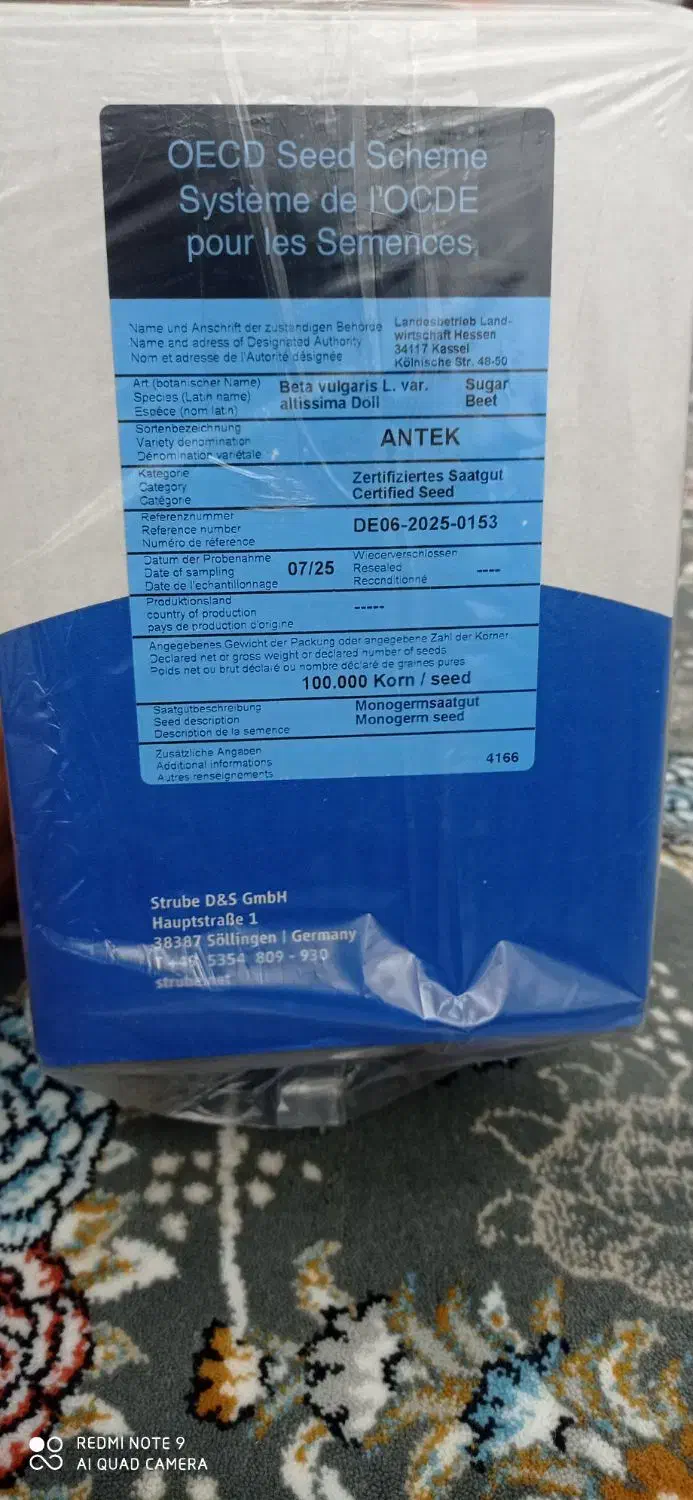 OECD Seed Scheme
Système de l'OCDE
pour les Semences
Name und Anschrift der zuständigen Behörde
Name and adress of Designated Authority
Nom et adresse de l'Autorité désignée
Landesbetrieb Land-
wirtschaft Hessen
34117 Kassel
Kölnische Str. 48-50
Art (botanischer Name)
Species (Latin name)
Espèce (nom latin)
Beta vulgaris L. var.
altissima Doll
Sugar
Beet
Sortenbezeichnung
Variety denomination
Dénomination variétale
ANTEK
Kategorie
Category
Catégorie
Zertifiziertes Saatgut
Certified Seed
Referenznummer
Reference number
Numéro de référence
DE06-2025-0153
Datum der Probenahme
Date of sampling
Date de l'echantillonnage
07/25
Wiederverschlossen
Resealed
Reconditionné
----
Produktionsland
country of production
pays de production d'origine
-----
Angegebenes Gewicht der Packung oder angegebene Zahl der Körner
Declared net or gross weight or declared number of seeds
Poids net ou brut déclaré ou nombre déclaré de graines pures
100.000 Korn / seed
Saatgutbeschreibung
Seed description
Description de la semence
Monogermsaatgut
Monogerm seed
Zusätzliche Angaben
Additional informations
Autres renseignements
4166
Strube D&S GmbH
Hauptstraße 1
38387 Söllingen | Germany
T +49 5354 809 - 930
strube.net
REDMI NOTE 9
AI QUAD CAMERA